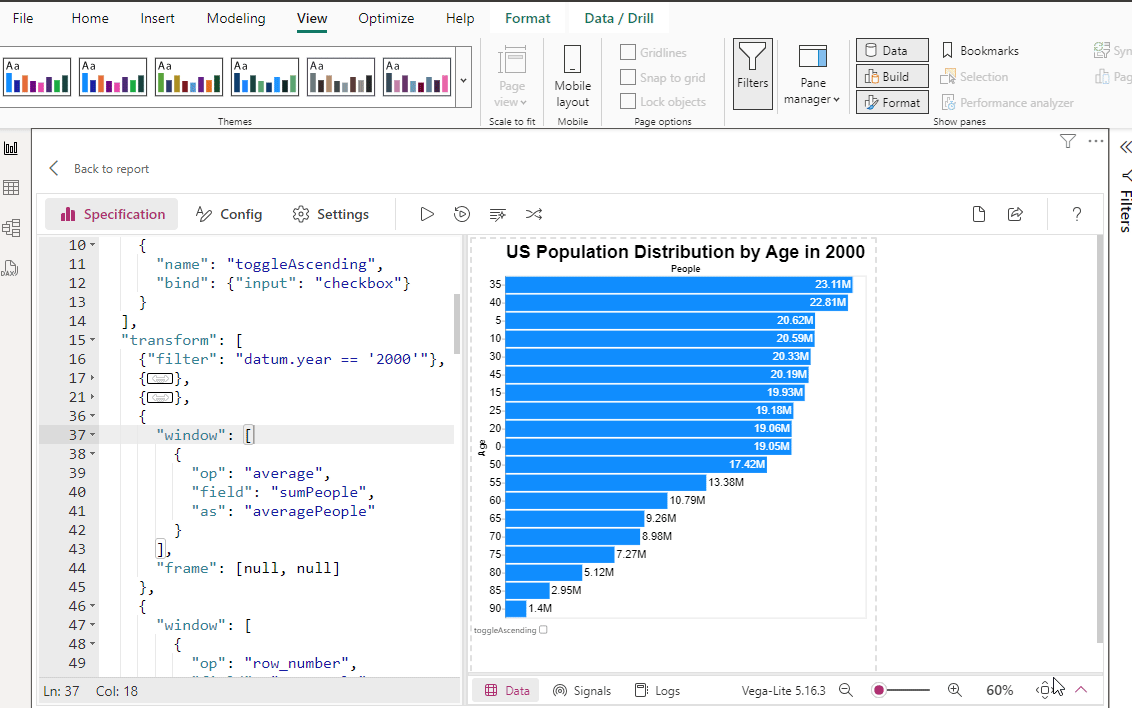 File Home Insert Modeling View Optimize Help Format Data / Drill
Aa Aa Aa Aa Aa Aa
Page view
Mobile layout
Gridlines
Snap to grid
Lock objects
Filters
Pane manager
Data
Build
Format
Bookmarks
Selection
Performance analyzer
Syn
Pag
Themes Scale to fit Mobile Page options Show panes
Back to report
Filters
DAX
Specification Config Settings ?
10 {
11 "name": "toggleAscending",
12 "bind": {"input": "checkbox"}
13 }
14 ],
15 "transform": [
16 {"filter": "datum.year == '2000'"},
17 { },
21 { },
36 {
37 "window": [
38 {
39 "op": "average",
40 "field": "sumPeople",
41 "as": "averagePeople"
42 }
43 ],
44 "frame": [null, null]
45 },
46 {
47 "window": [
48 {
49 "op": "row_number",
Ln: 37 Col: 18
US Population Distribution by Age in 2000
People
Age
35 23.11M
40 22.81M
5 20.62M
10 20.59M
30 20.33M
45 20.19M
15 19.93M
25 19.18M
20 19.06M
0 19.05M
50 17.42M
55 13.38M
60 10.79M
65 9.26M
70 8.98M
75 7.27M
80 5.12M
85 2.95M
90 1.4M
toggleAscending
Data Signals Logs Vega-Lite 5.16.3 60%